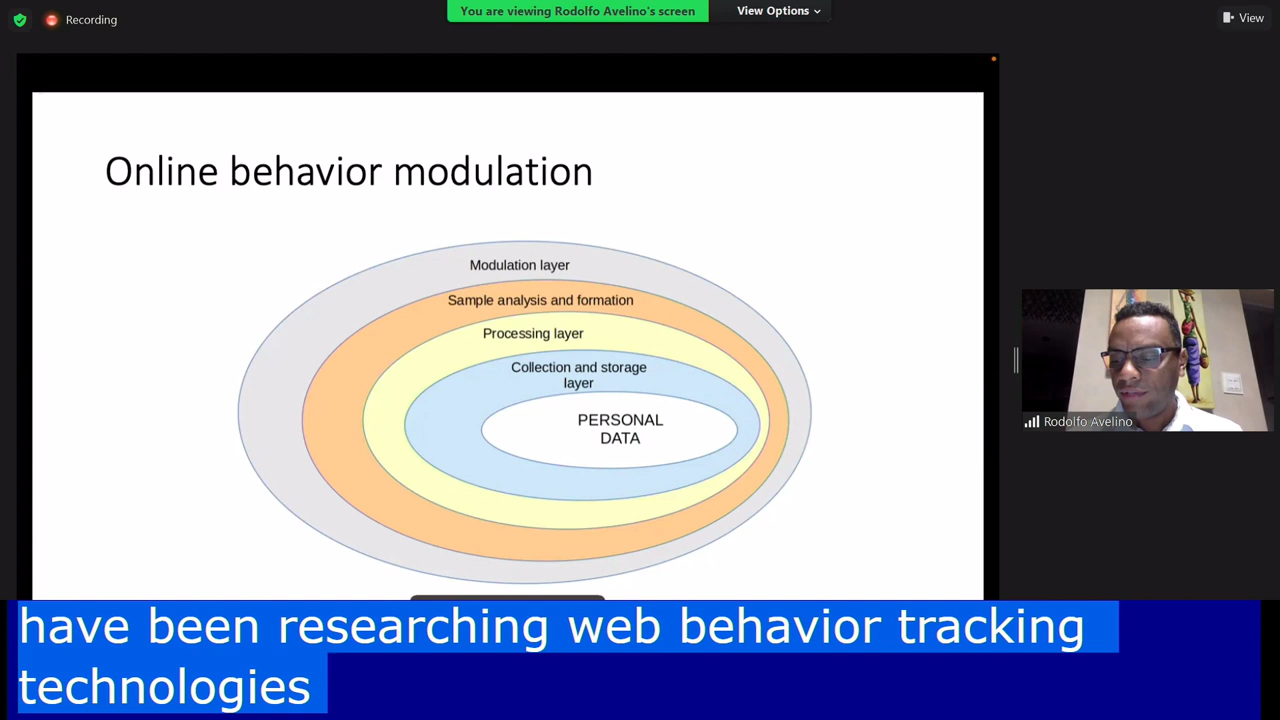 Recording
You are viewing Rodolfo Avelino's screen
View Options
View
Online behavior modulation
Modulation layer
Sample analysis and formation
Processing layer
Collection and storage
layer
PERSONAL
DATA
Rodolfo Avelino
have been researching web behavior tracking
technologies